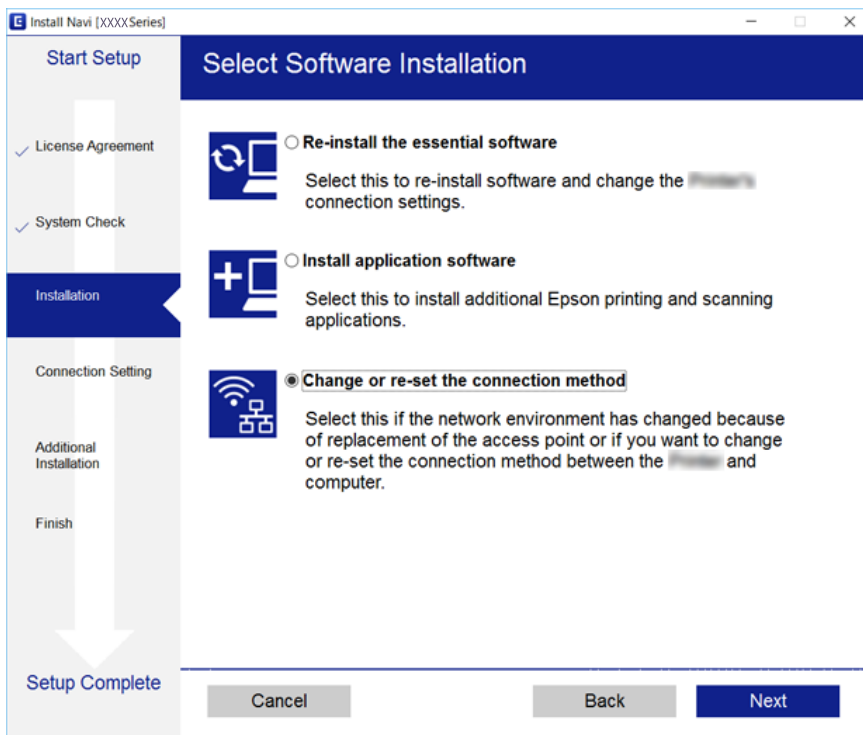 Install Navi [XXXX Series]
Start Setup
License Agreement
System Check
Installation
Connection Setting
Additional
Installation
Finish
Setup Complete
Select Software Installation
Re-install the essential software
Select this to re-install software and change the
connection settings.
Install application software
Select this to install additional Epson printing and scanning
applications.
Change or re-set the connection method
Select this if the network environment has changed because
of replacement of the access point or if you want to change
or re-set the connection method between the and
computer.
Cancel
Back
Next